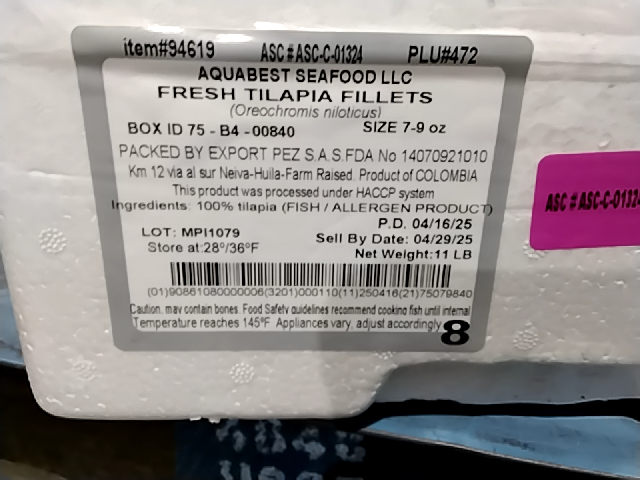 item#94619 ASC # ASC-C-01324 PLU#472
AQUABEST SEAFOOD LLC
FRESH TILAPIA FILLETS
(Oreochromis niloticus)
BOX ID 75 - B4 - 00840 SIZE 7-9 oz
PACKED BY EXPORT PEZ S.A.S.FDA No 14070921010
Km 12 via al sur Neiva-Huila-Farm Raised. Product of COLOMBIA
This product was processed under HACCP system
Ingredients: 100% tilapia (FISH / ALLERGEN PRODUCT)
P.D. 04/16/25
LOT: MPI1079 Sell By Date: 04/29/25
Store at:28°/36°F Net Weight:11 LB
(01)90861080000006(3201)000110(11)250416(21)75079840
Caution. may contain bones. Food Safety guidelines recommend cooking fish until internal
Temperature reaches 145°F. Appliances vary, adjust accordingly
8
ASC # ASC-C-01324